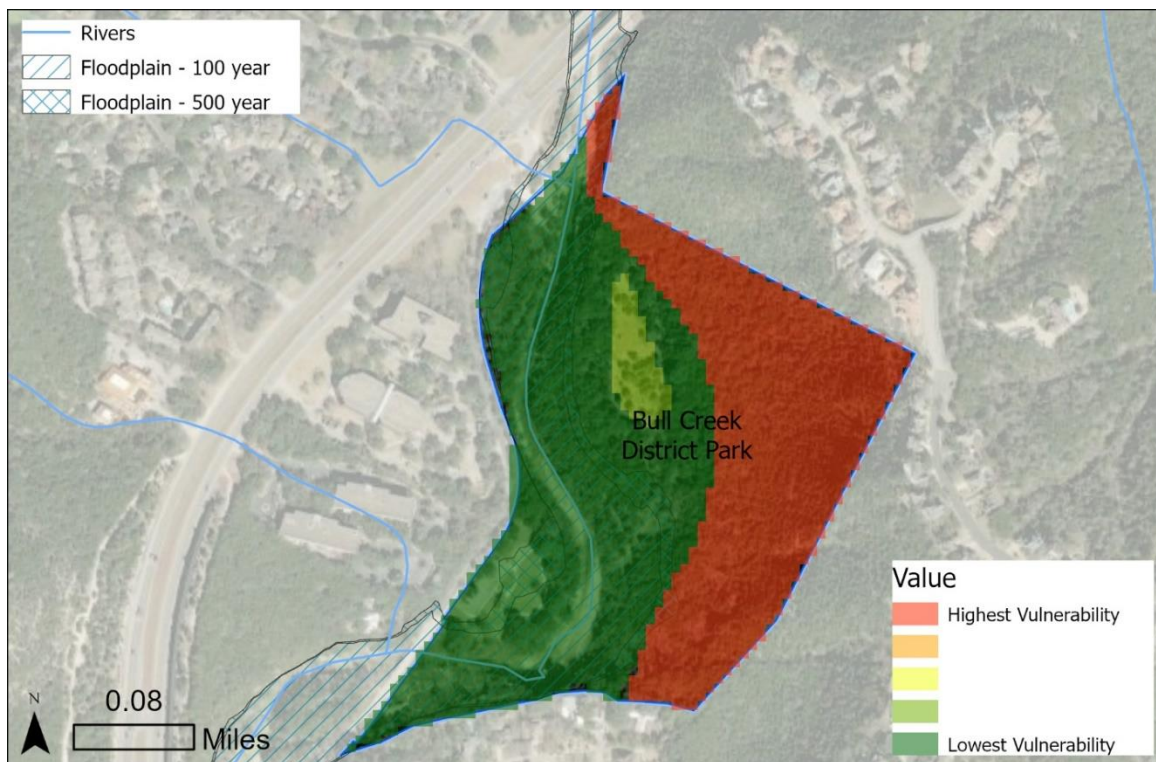 Rivers
Floodplain - 100 year
Floodplain - 500 year
Bull Creek
District Park
Value
Highest Vulnerability
Lowest Vulnerability
N
0.08
Miles